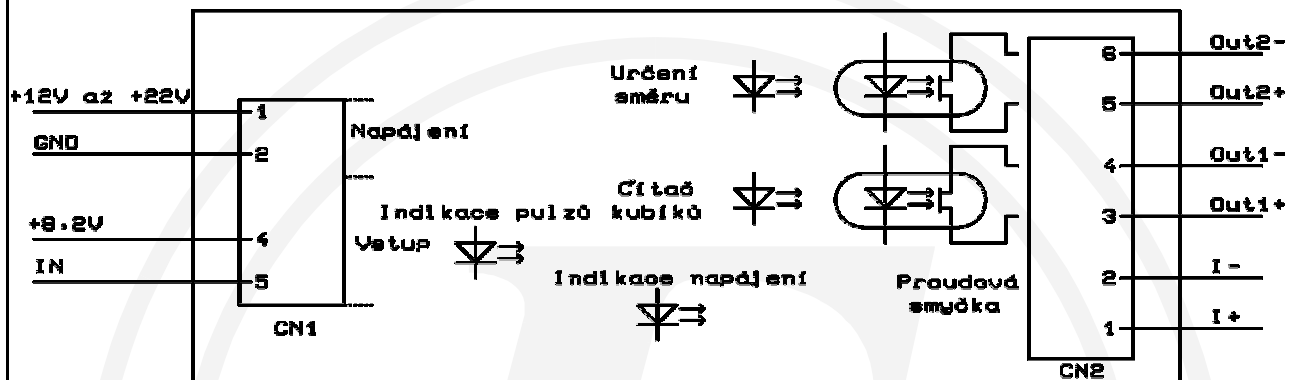 Out2-
6
Určení
směru
+12V až +22V
1
5
Out2+
Napájení
GND
2
4
Out1-
Čítač
kubíků
Indikace pulzů
+8.2V
4
Vstup
3
Out1+
IN
5
Indikace napájení
Proudová
smyčka
2
I-
1
I+
CN1
CN2